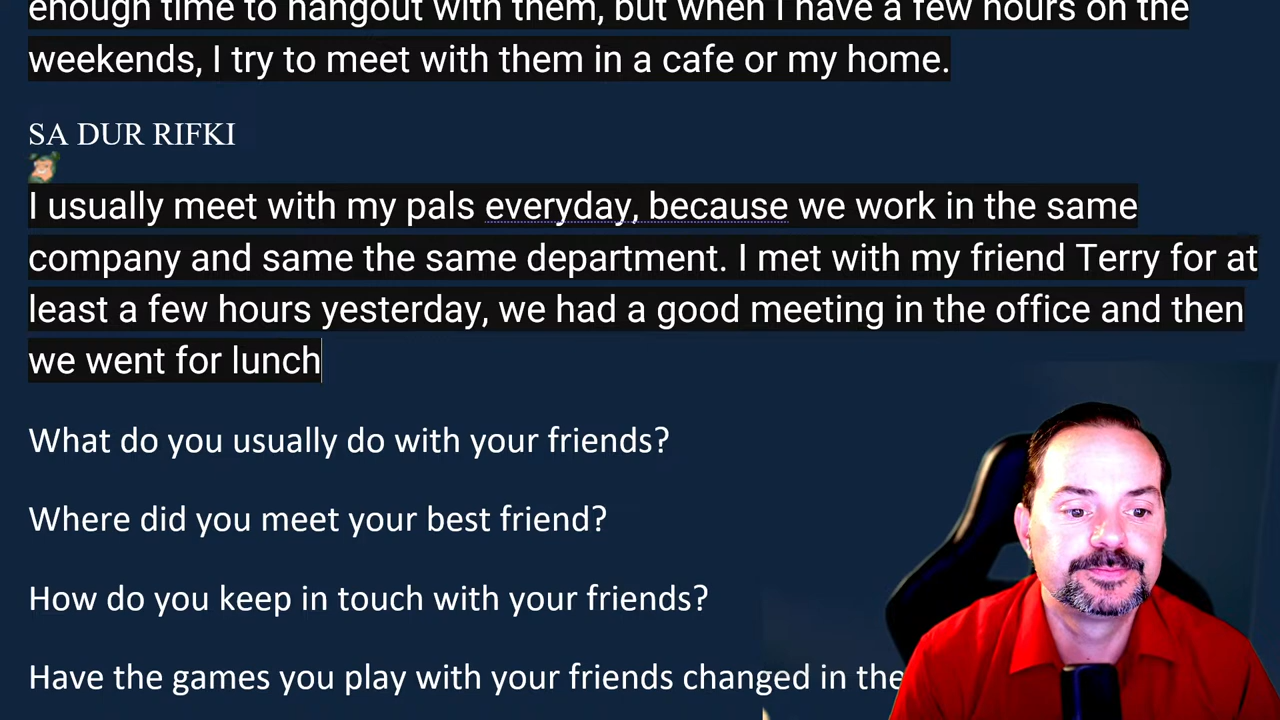 enough time to hangout with them, but when I have a few hours on the
weekends, I try to meet with them in a cafe or my home.
SA DUR RIFKI
I usually meet with my pals everyday, because we work in the same
company and same the same department. I met with my friend Terry for at
least a few hours yesterday, we had a good meeting in the office and then
we went for lunch
What do you usually do with your friends?
Where did you meet your best friend?
How do you keep in touch with your friends?
Have the games you play with your friends changed in the